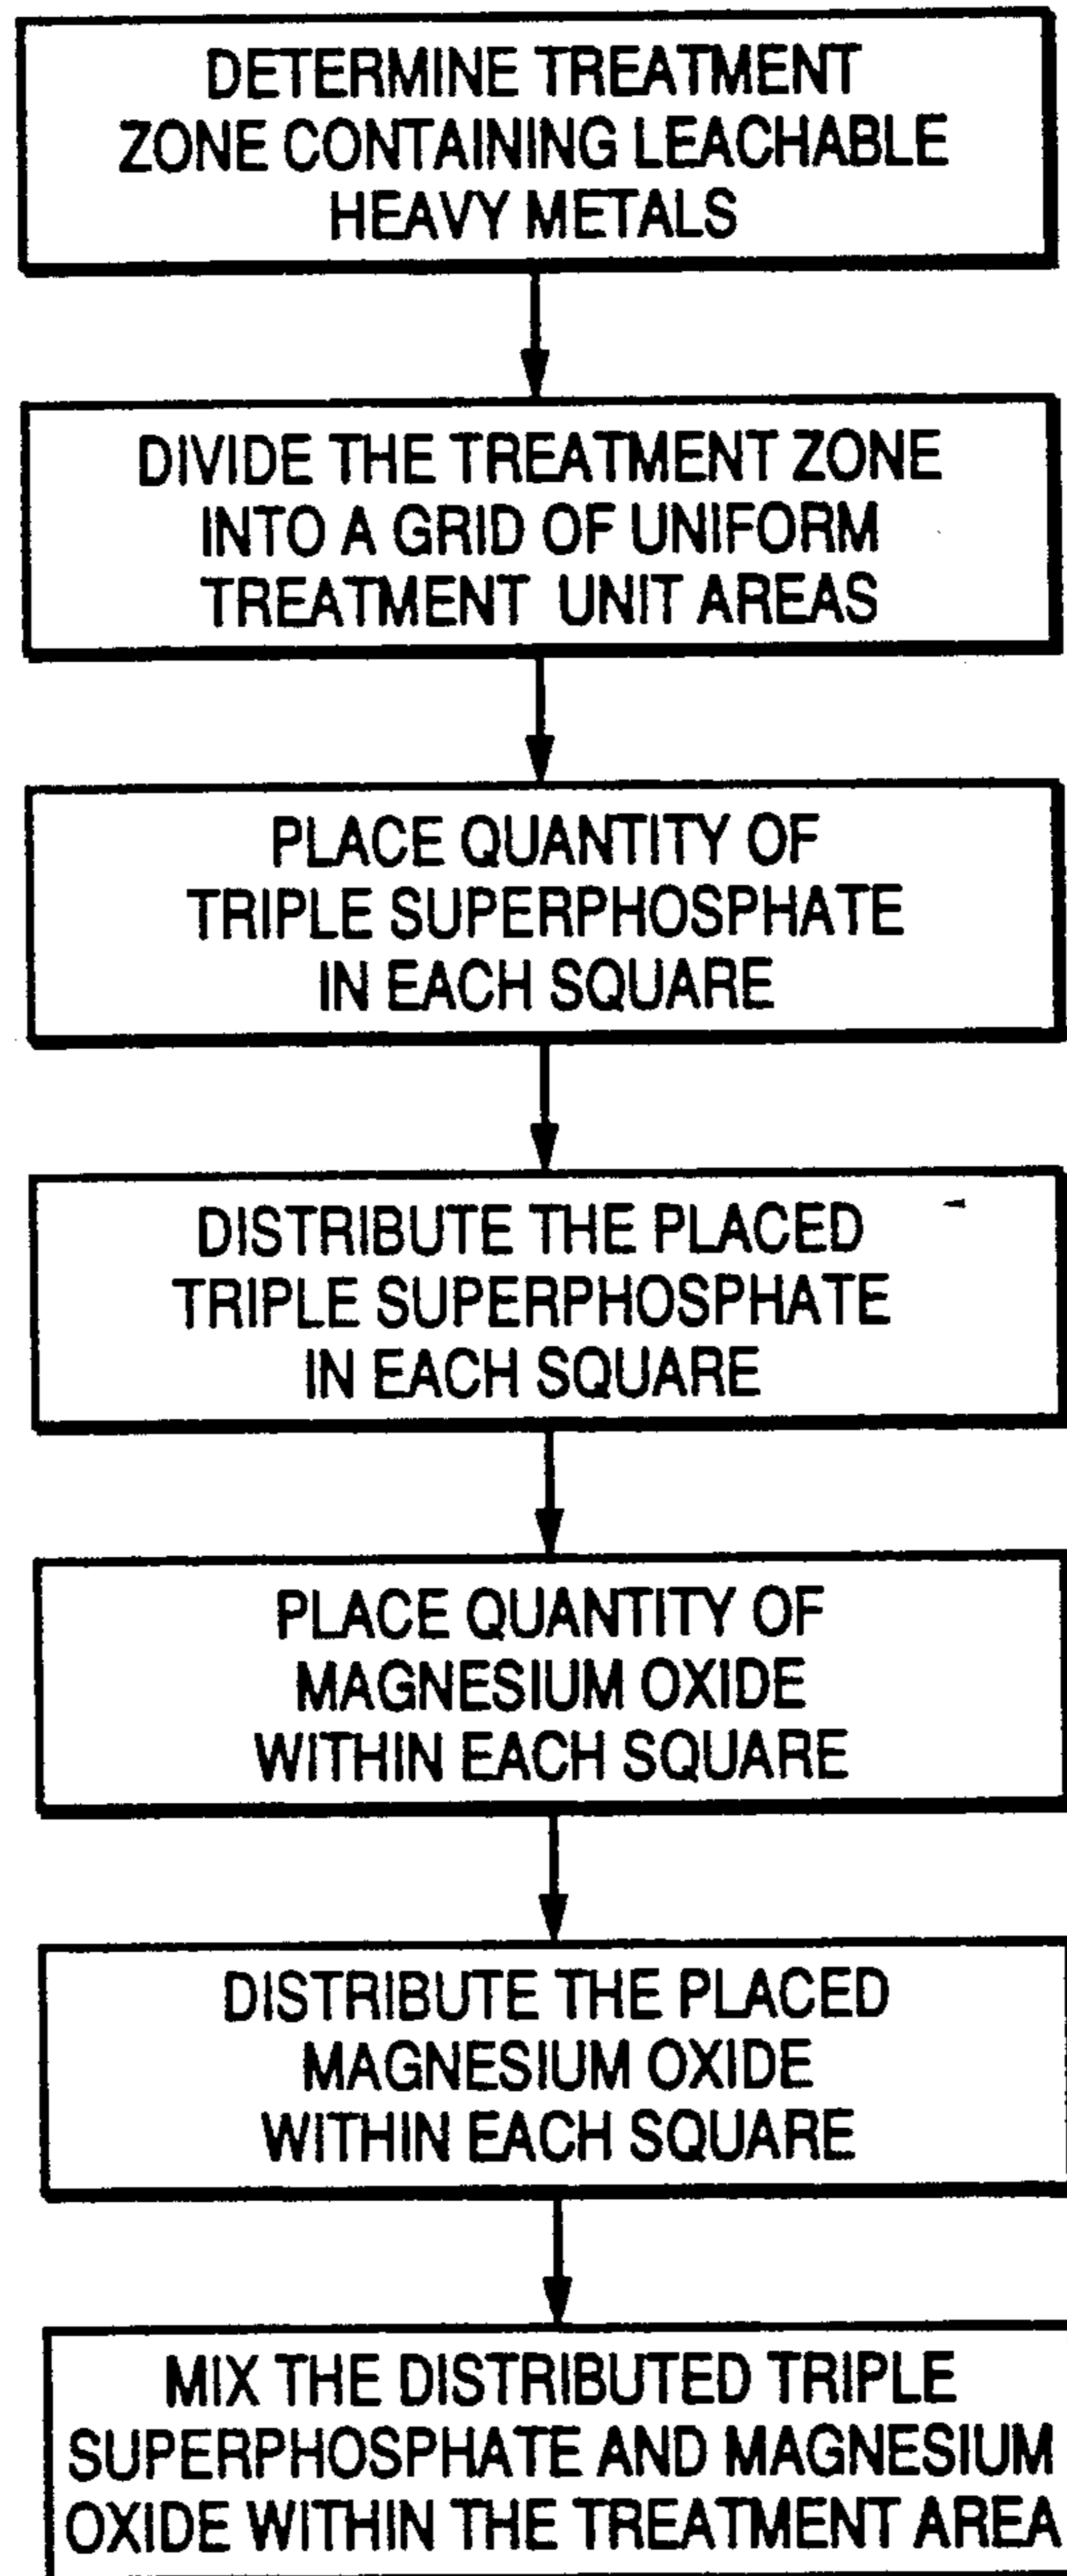 DETERMINE TREATMENT
ZONE CONTAINING LEACHABLE
HEAVY METALS
DIVIDE THE TREATMENT ZONE
INTO A GRID OF UNIFORM
TREATMENT UNIT AREAS
PLACE QUANTITY OF
TRIPLE SUPERPHOSPHATE
IN EACH SQUARE
DISTRIBUTE THE PLACED
TRIPLE SUPERPHOSPHATE
IN EACH SQUARE
PLACE QUANTITY OF
MAGNESIUM OXIDE
WITHIN EACH SQUARE
DISTRIBUTE THE PLACED
MAGNESIUM OXIDE
WITHIN EACH SQUARE
MIX THE DISTRIBUTED TRIPLE
SUPERPHOSPHATE AND MAGNESIUM
OXIDE WITHIN THE TREATMENT AREA